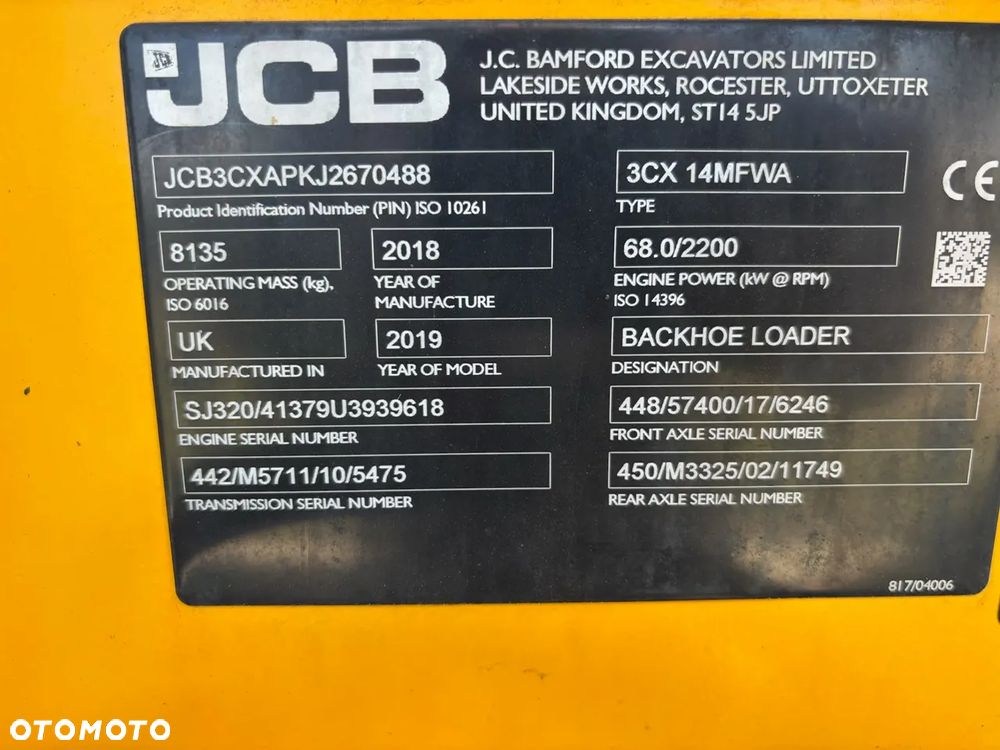 JCB
J.C. BAMFORD EXCAVATORS LIMITED
LAKESIDE WORKS, ROCESTER, UTTOXETER
UNITED KINGDOM, ST14 5JP
JCB3CXAPKJ2670488
Product Identification Number (PIN) ISO 10261
3CX 14MFWA
TYPE
CE
8135
OPERATING MASS (kg),
ISO 6016
2018
YEAR OF
MANUFACTURE
68.0/2200
ENGINE POWER (kW @ RPM)
ISO 14396
UK
MANUFACTURED IN
2019
YEAR OF MODEL
BACKHOE LOADER
DESIGNATION
SJ320/41379U3939618
ENGINE SERIAL NUMBER
448/57400/17/6246
FRONT AXLE SERIAL NUMBER
442/M5711/10/5475
TRANSMISSION SERIAL NUMBER
450/M3325/02/11749
REAR AXLE SERIAL NUMBER
817/04006
OTOMOTO